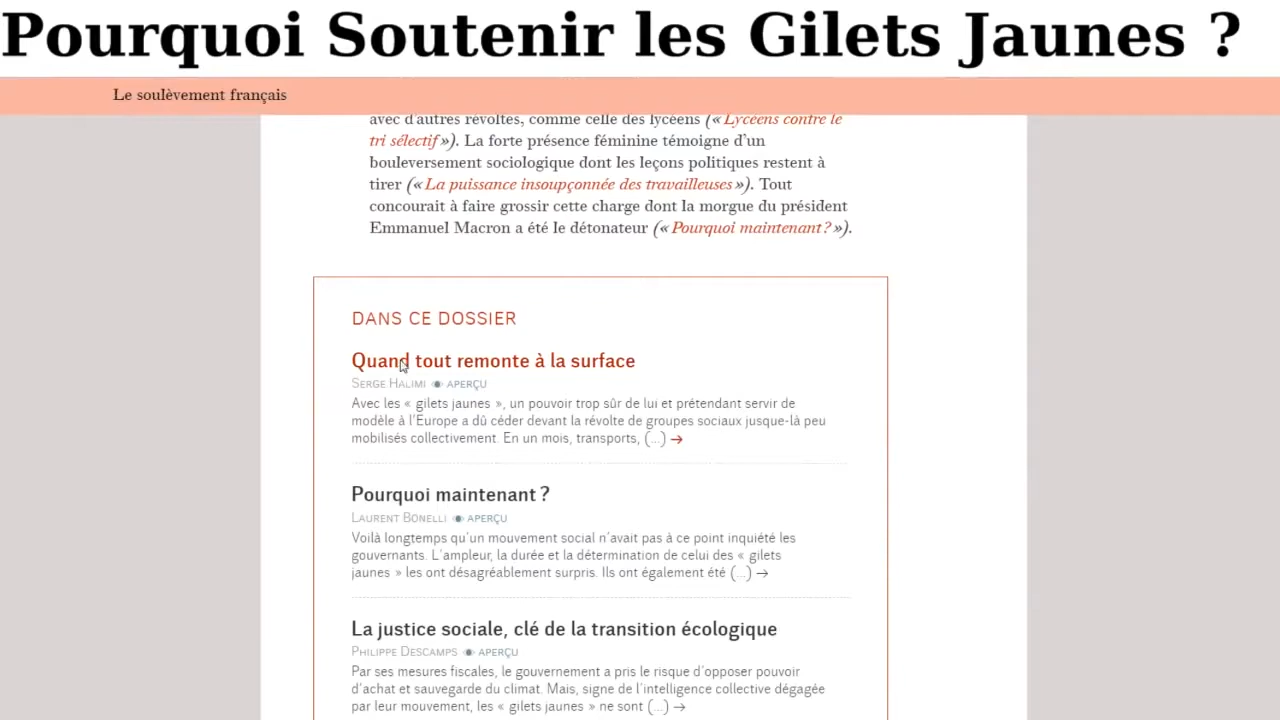 Pourquoi Soutenir les Gilets Jaunes ?
Le soulèvement français
avec d'autres révoltes, comme celle des lycéens (« Lycéens contre le
tri sélectif »). La forte présence féminine témoigne d'un
bouleversement sociologique dont les leçons politiques restent à
tirer (« La puissance insoupçonnée des travailleuses »). Tout
concourait à faire grossir cette charge dont la morgue du président
Emmanuel Macron a été le détonateur (« Pourquoi maintenant ? »).
DANS CE DOSSIER
Quand tout remonte à la surface
SERGE HALIMI APERÇU
Avec les « gilets jaunes », un pouvoir trop sûr de lui et prétendant servir de
modèle à l'Europe a dû céder devant la révolte de groupes sociaux jusque-là peu
mobilisés collectivement. En un mois, transports, (...) →
Pourquoi maintenant ?
LAURENT BONELLI APERÇU
Voilà longtemps qu'un mouvement social n'avait pas à ce point inquiété les
gouvernants. L'ampleur, la durée et la détermination de celui des « gilets
jaunes » les ont désagréablement surpris. Ils ont également été (...) →
La justice sociale, clé de la transition écologique
PHILIPPE DESCAMPS APERÇU
Par ses mesures fiscales, le gouvernement a pris le risque d'opposer pouvoir
d'achat et sauvegarde du climat. Mais, signe de l'intelligence collective dégagée
par leur mouvement, les « gilets jaunes » ne sont (...) →